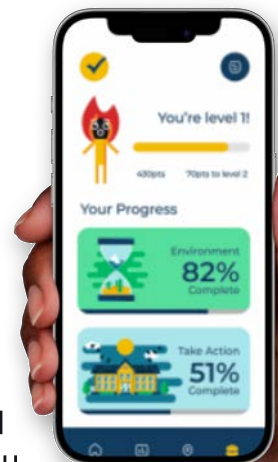 You're level 1!
430pts 70pts to level 2
Your Progress
Environment
82%
Complete
Take Action
51%
Complete